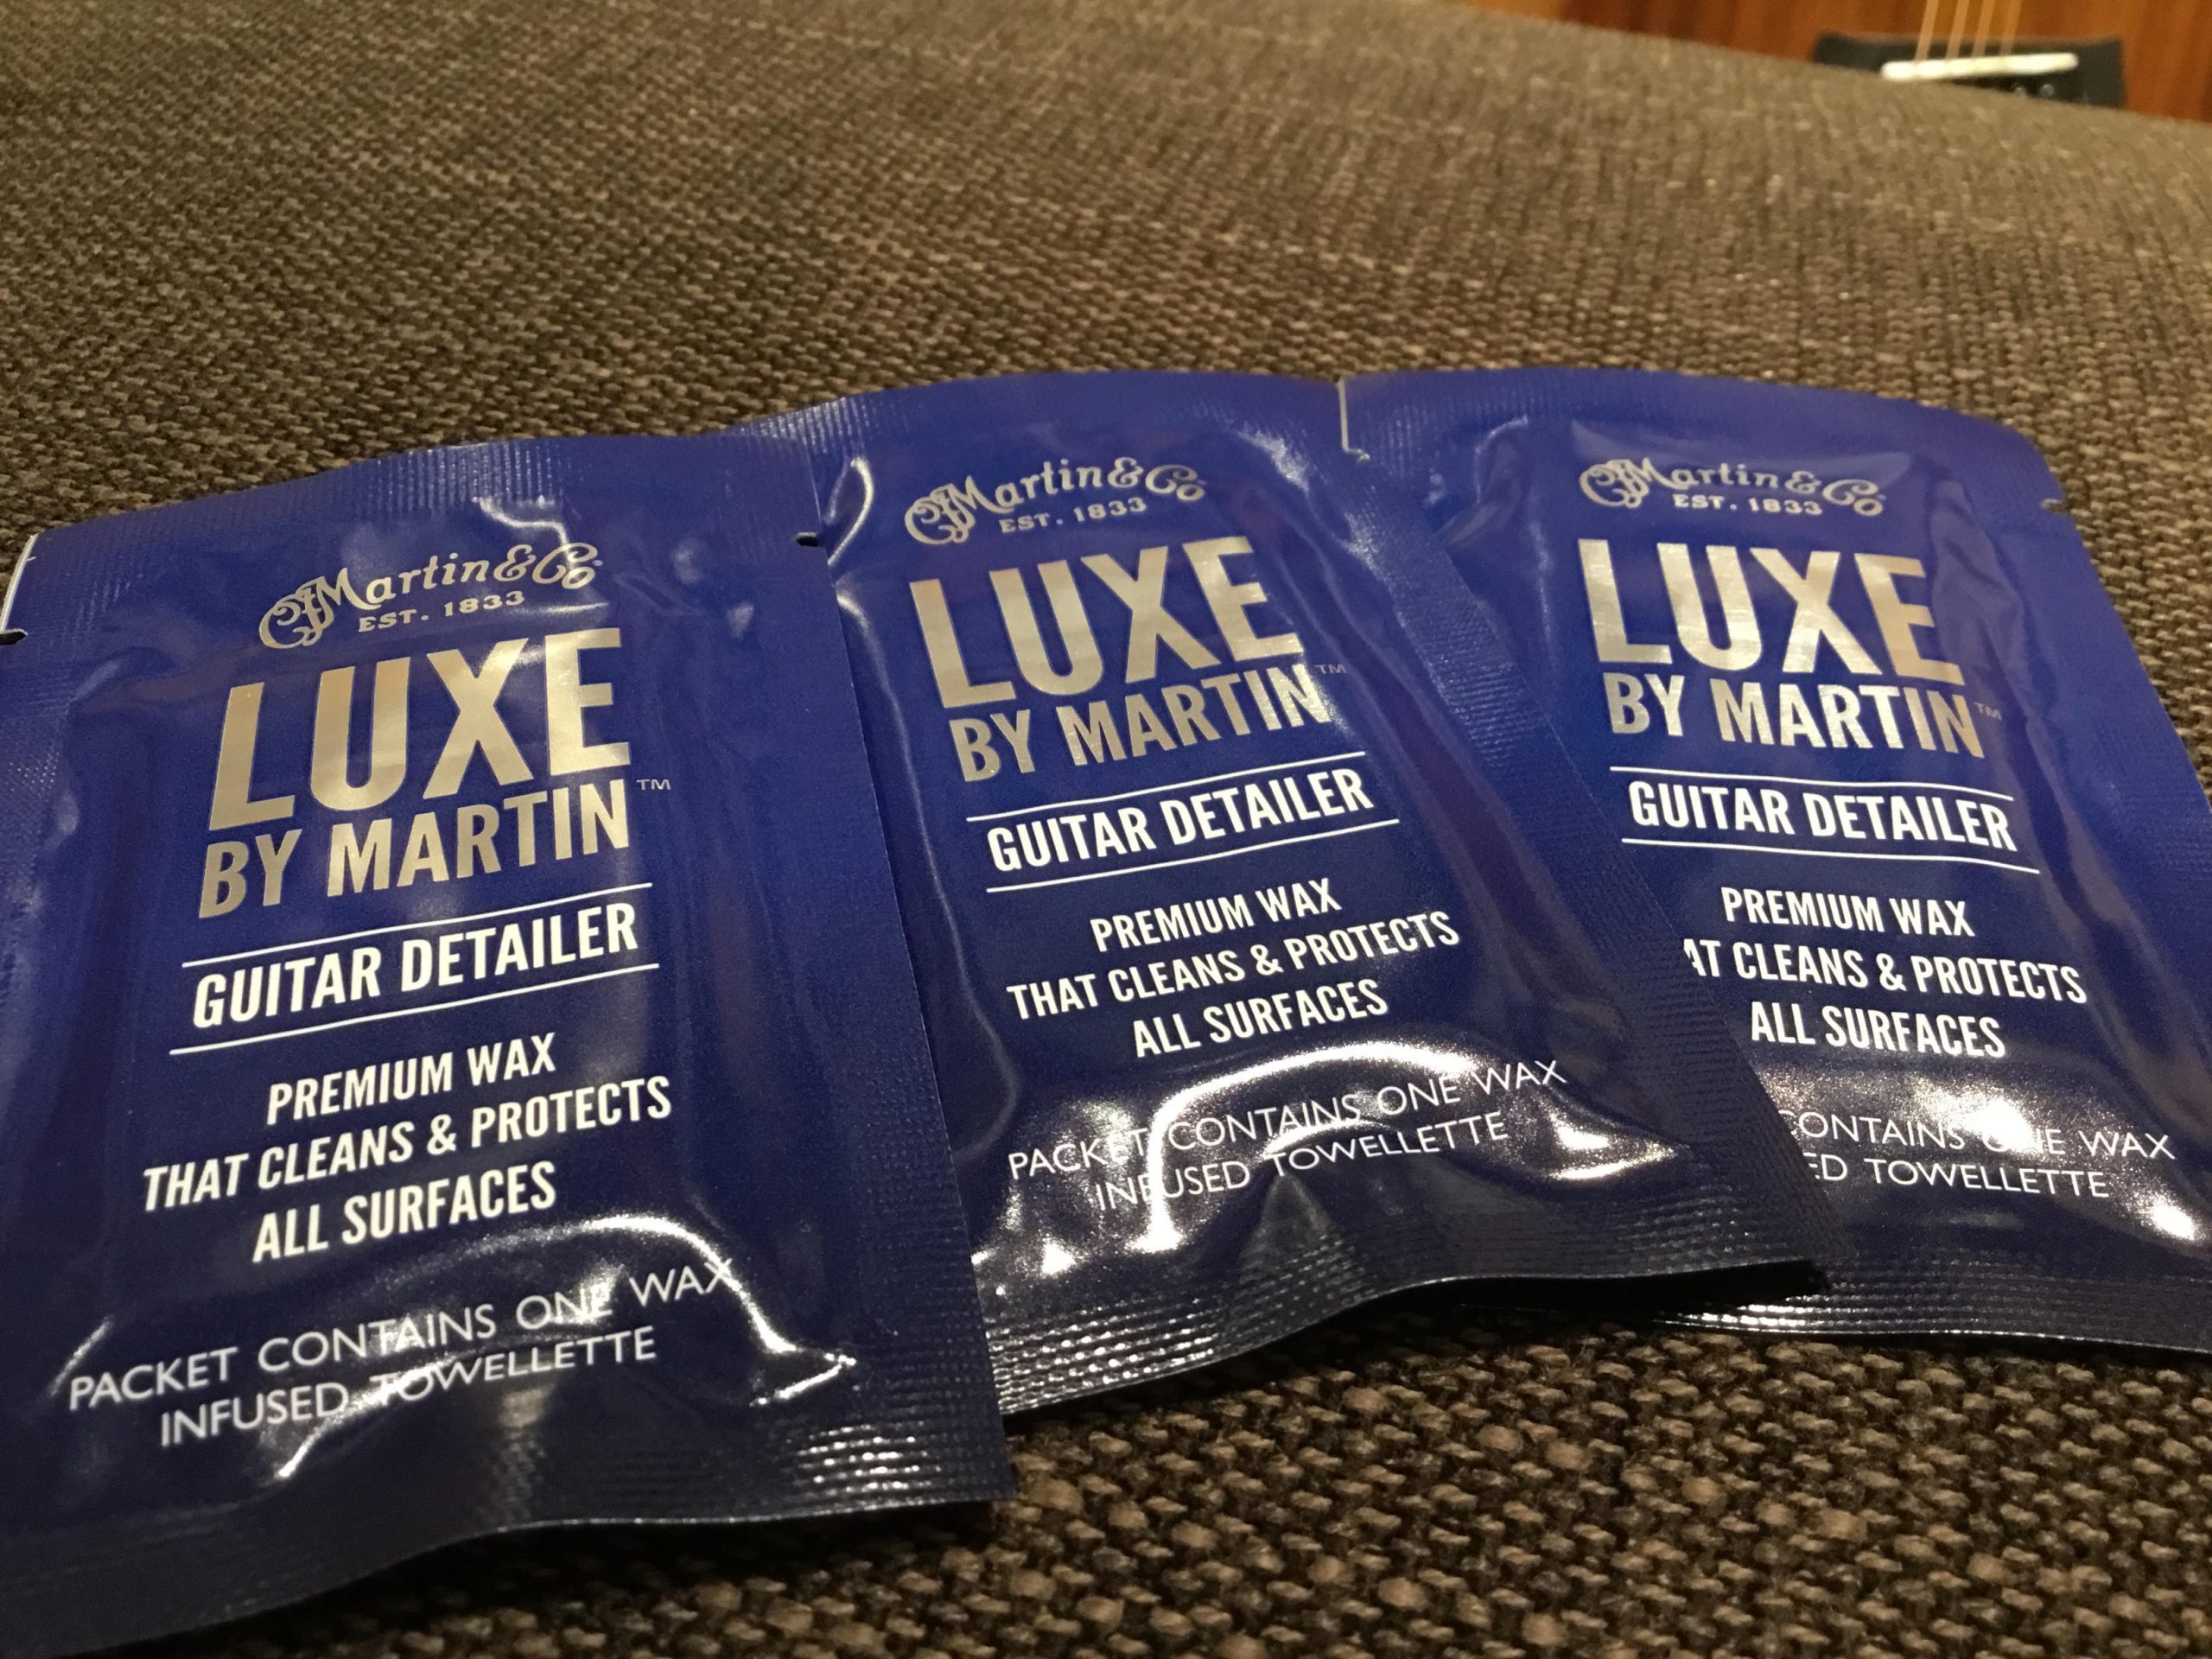 CF Martin & Co
EST. 1833
LUXE
BY MARTIN™
GUITAR DETAILER
PREMIUM WAX
THAT CLEANS & PROTECTS
ALL SURFACES
PACKET CONTAINS ONE WAX
INFUSED TOWELLETTE
CF Martin & Co
EST. 1833
LUXE
BY MARTIN™
GUITAR DETAILER
PREMIUM WAX
THAT CLEANS & PROTECTS
ALL SURFACES
PACKET CONTAINS ONE WAX
INFUSED TOWELLETTE
CF Martin & Co
EST. 1833
LUXE
BY MARTIN™
GUITAR DETAILER
PREMIUM WAX
AT CLEANS & PROTECTS
ALL SURFACES
CONTAINS ONE WAX
ED TOWELLETTE